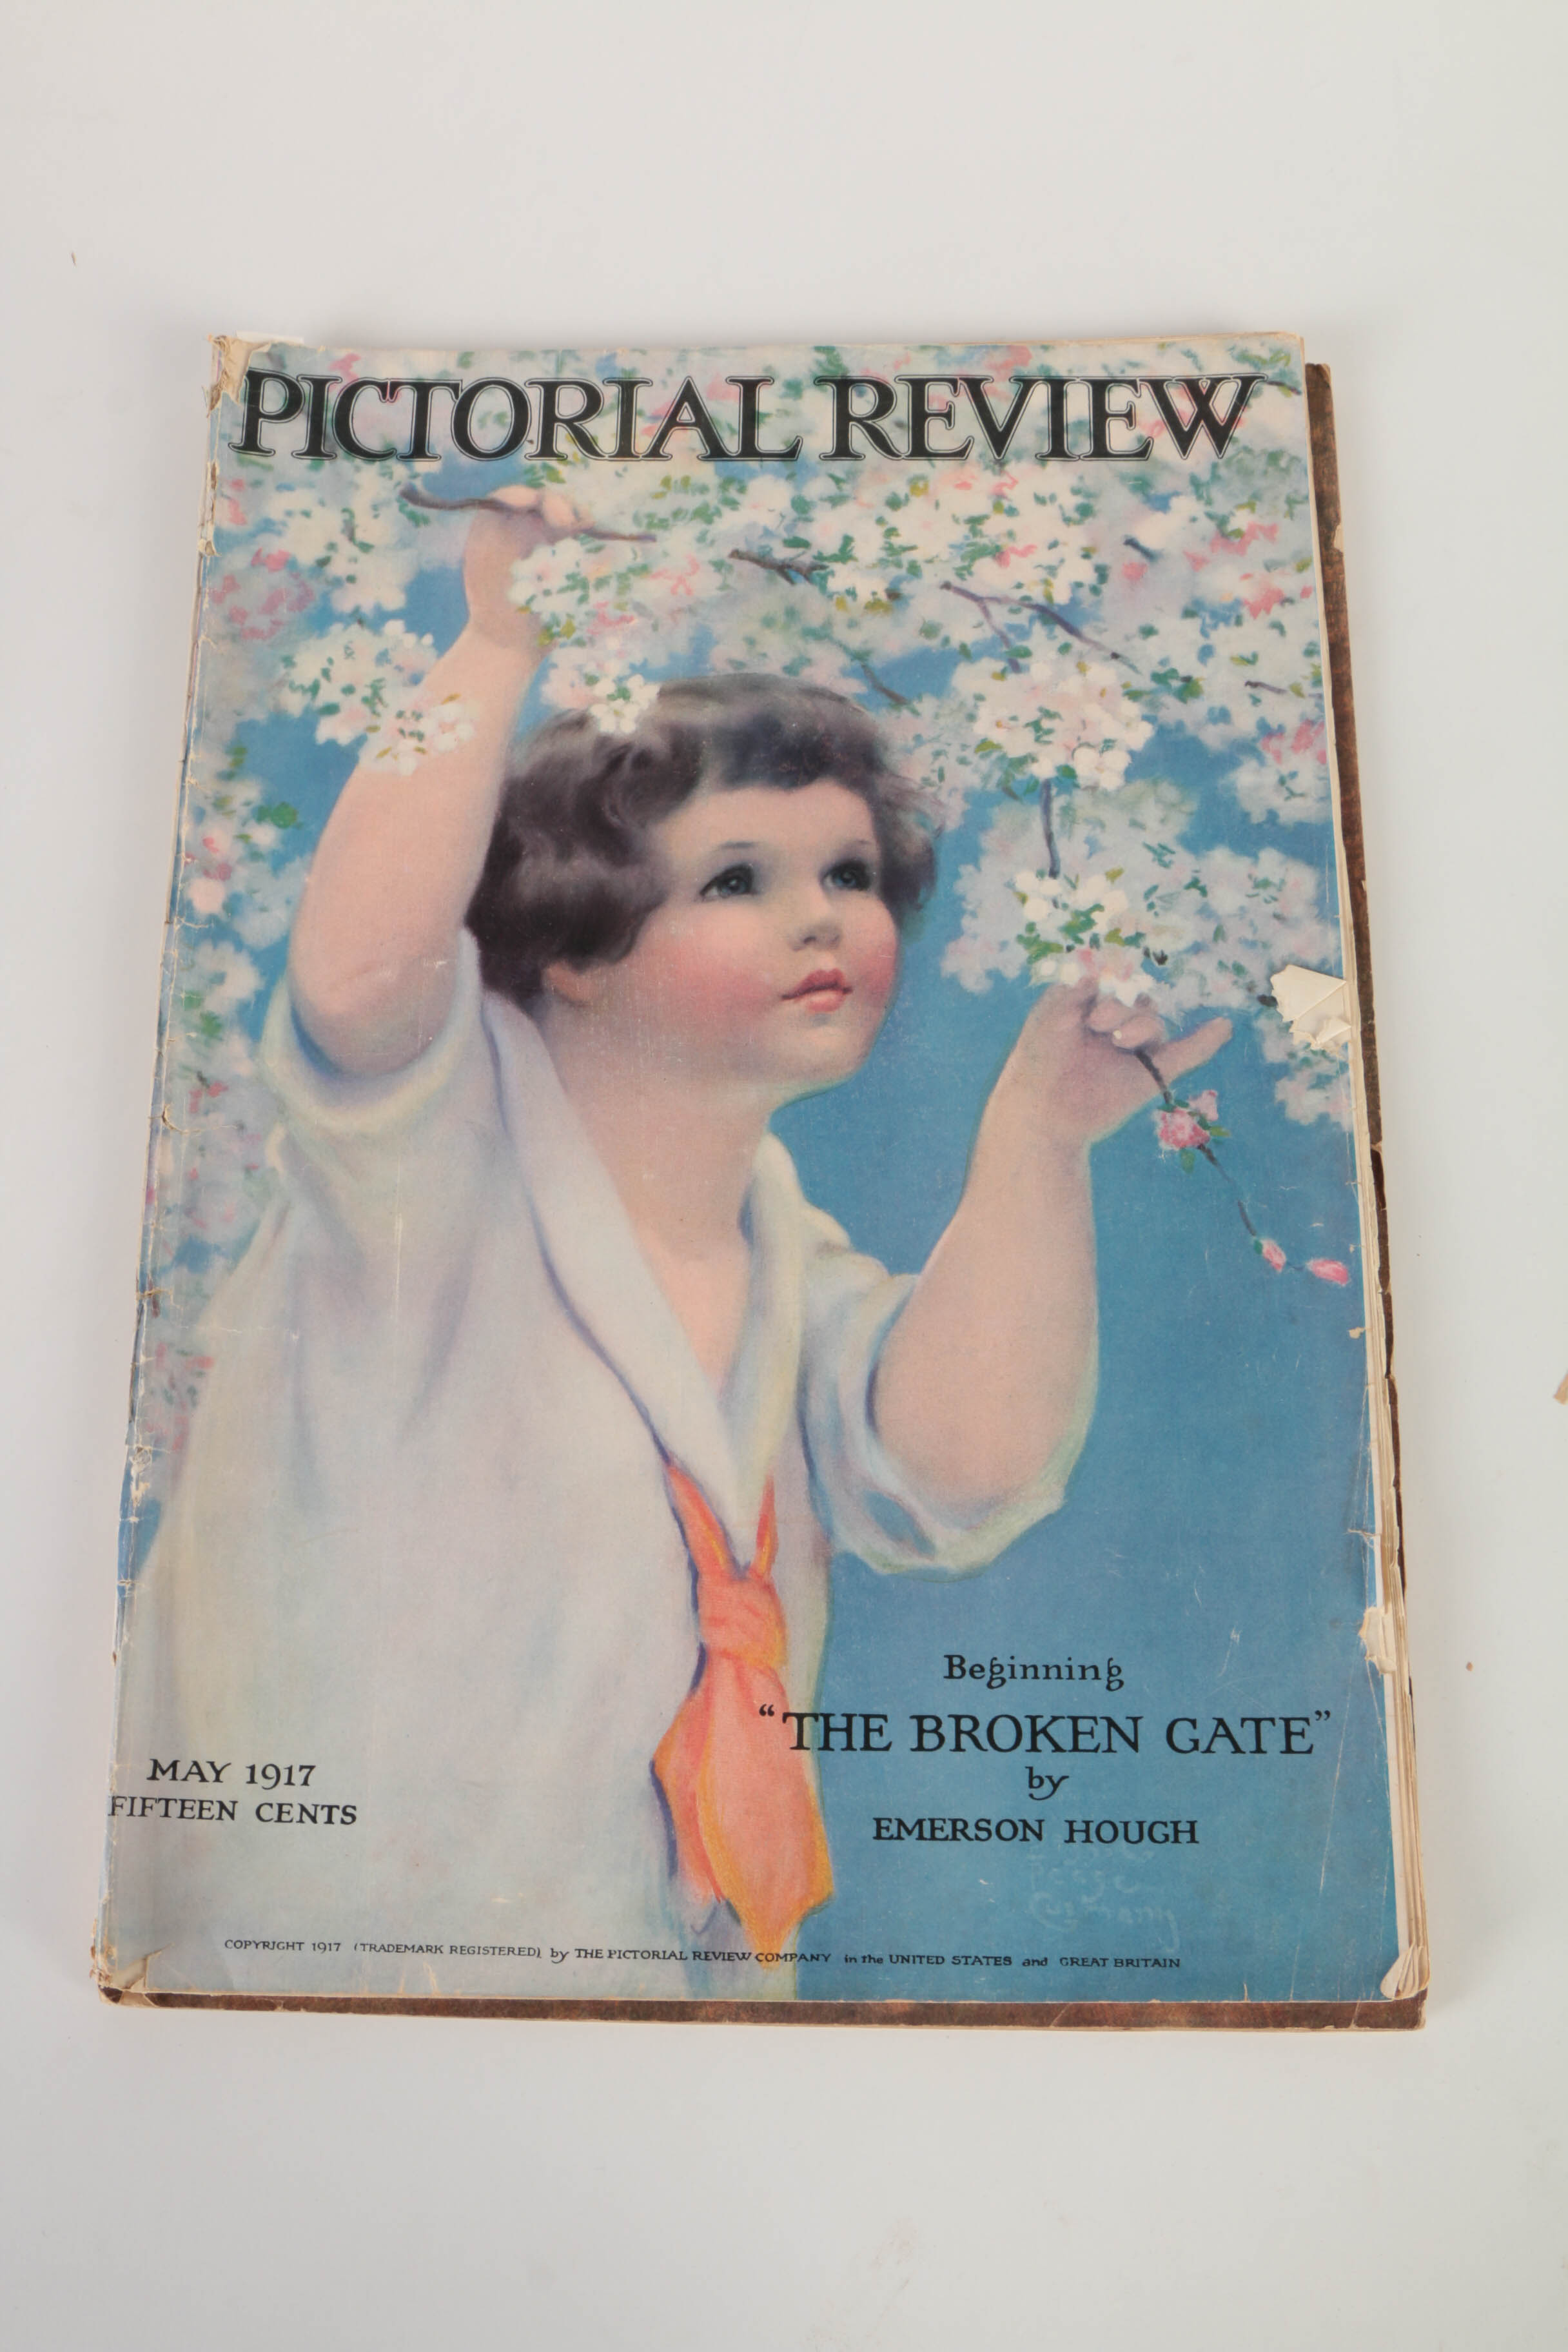 PICTORIAL REVIEW
Beginning
"THE BROKEN GATE"
by
EMERSON HOUGH
MAY 1917
FIFTEEN CENTS
COPYRIGHT 1917 (TRADEMARK REGISTERED) by THE PICTORIAL REVIEW COMPANY in the UNITED STATES and GREAT BRITAIN